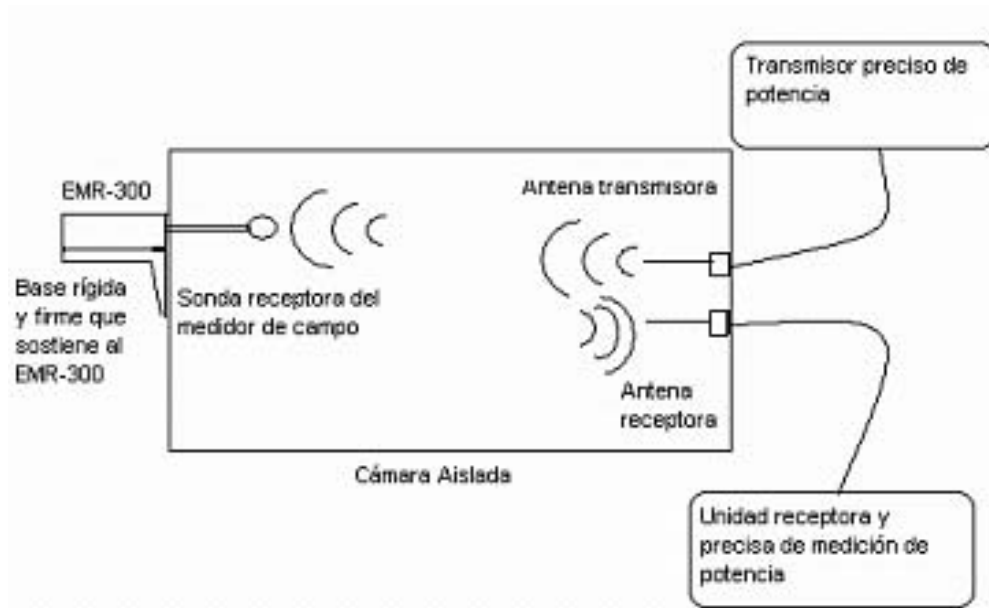 Transmisor preciso de
potencia
EMR-300
Antena transmisora
Base rígida
y firme que
sostiene al
EMR-300
Sonda receptora del
medidor de campo
Antena
receptora
Cámara Aislada
Unidad receptora y
precisa de medición de
potencia